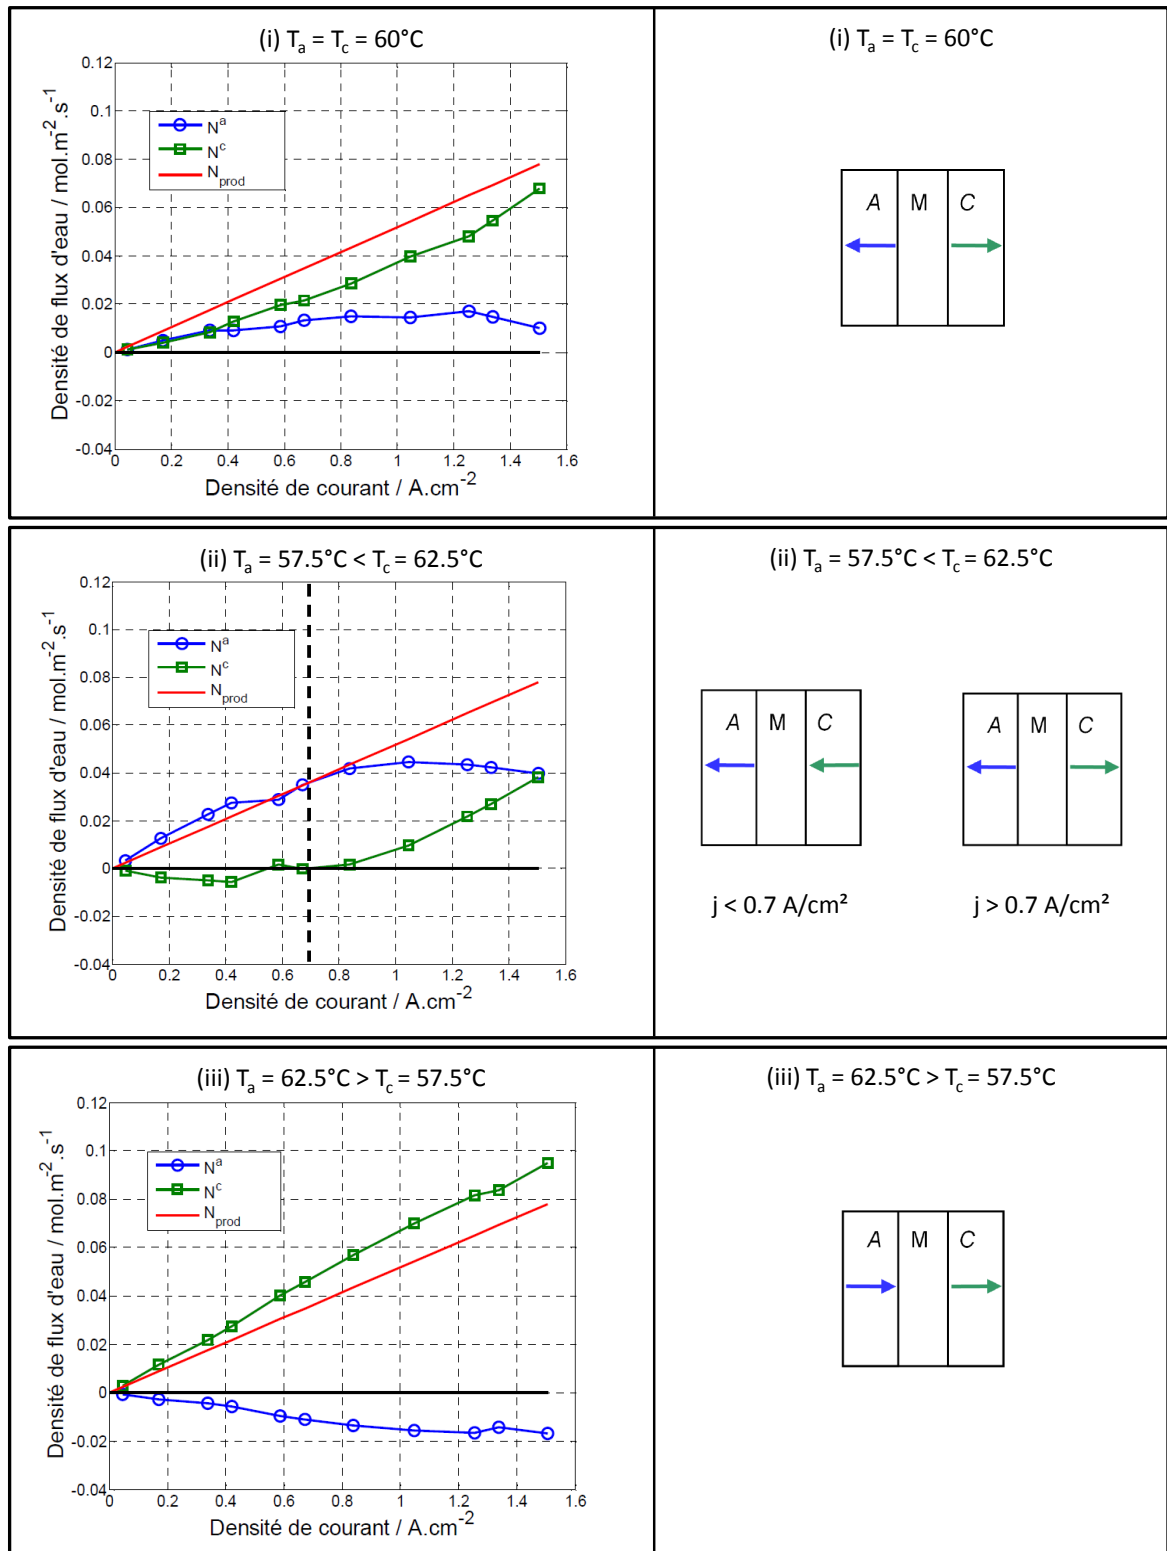 (i) Ta = Tc = 60°C
0.12
0.1
0.08
0.06
0.04
0.02
0
-0.02
-0.04
0 0.2 0.4 0.6 0.8 1 1.2 1.4 1.6
Densité de flux d'eau / mol.m-2.s-1
Densité de courant / A.cm-2
Na
Nc
Nprod
(i) Ta = Tc = 60°C
A M C
(ii) Ta = 57.5°C < Tc = 62.5°C
0.12
0.1
0.08
0.06
0.04
0.02
0
-0.02
-0.04
0 0.2 0.4 0.6 0.8 1 1.2 1.4 1.6
Densité de flux d'eau / mol.m-2.s-1
Densité de courant / A.cm-2
Na
Nc
Nprod
(ii) Ta = 57.5°C < Tc = 62.5°C
A M C
A M C
j < 0.7 A/cm²
j > 0.7 A/cm²
(iii) Ta = 62.5°C > Tc = 57.5°C
0.12
0.1
0.08
0.06
0.04
0.02
0
-0.02
-0.04
0 0.2 0.4 0.6 0.8 1 1.2 1.4 1.6
Densité de flux d'eau / mol.m-2.s-1
Densité de courant / A.cm-2
Na
Nc
Nprod
(iii) Ta = 62.5°C > Tc = 57.5°C
A M C